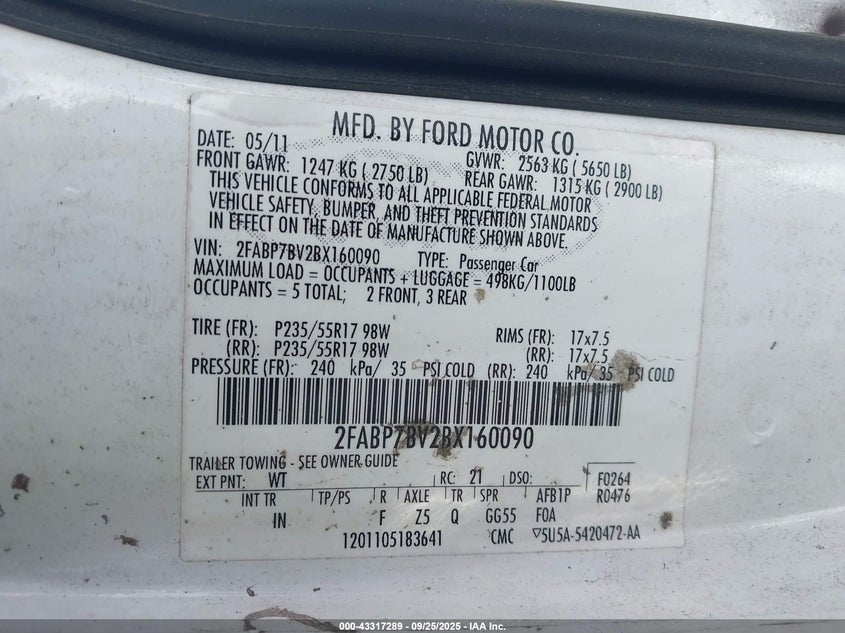 MFD. BY FORD MOTOR CO.
DATE: 05/11 GVWR: 2563 KG ( 5650 LB)
FRONT GAWR: 1247 KG ( 2750 LB) REAR GAWR: 1315 KG ( 2900 LB)
THIS VEHICLE CONFORMS TO ALL APPLICABLE FEDERAL MOTOR
VEHICLE SAFETY, BUMPER, AND THEFT PREVENTION STANDARDS
IN EFFECT ON THE DATE OF MANUFACTURE SHOWN ABOVE.
VIN: 2FABP7BV2BX160090 TYPE: Passenger Car
MAXIMUM LOAD = OCCUPANTS + LUGGAGE = 498KG/1100LB
OCCUPANTS = 5 TOTAL; 2 FRONT, 3 REAR
TIRE (FR): P235/55R17 98W RIMS (FR): 17x7.5
(RR): P235/55R17 98W (RR): 17x7.5
PRESSURE (FR): 240 kPa/ 35 PSI COLD (RR): 240 kPa/ 35 PSI COLD
2FABP7BV2BX160090
TRAILER TOWING - SEE OWNER GUIDE
EXT PNT: WT RC: 21 DSO: F0264
INT TR TP/PS R AXLE TR SPR AFB1P R0476
IN F Z5 Q GG55 F0A
1201105183641 CMC ▽5U5A-5420472-AA
000-43317289 - 09/25/2025 - IAA Inc.